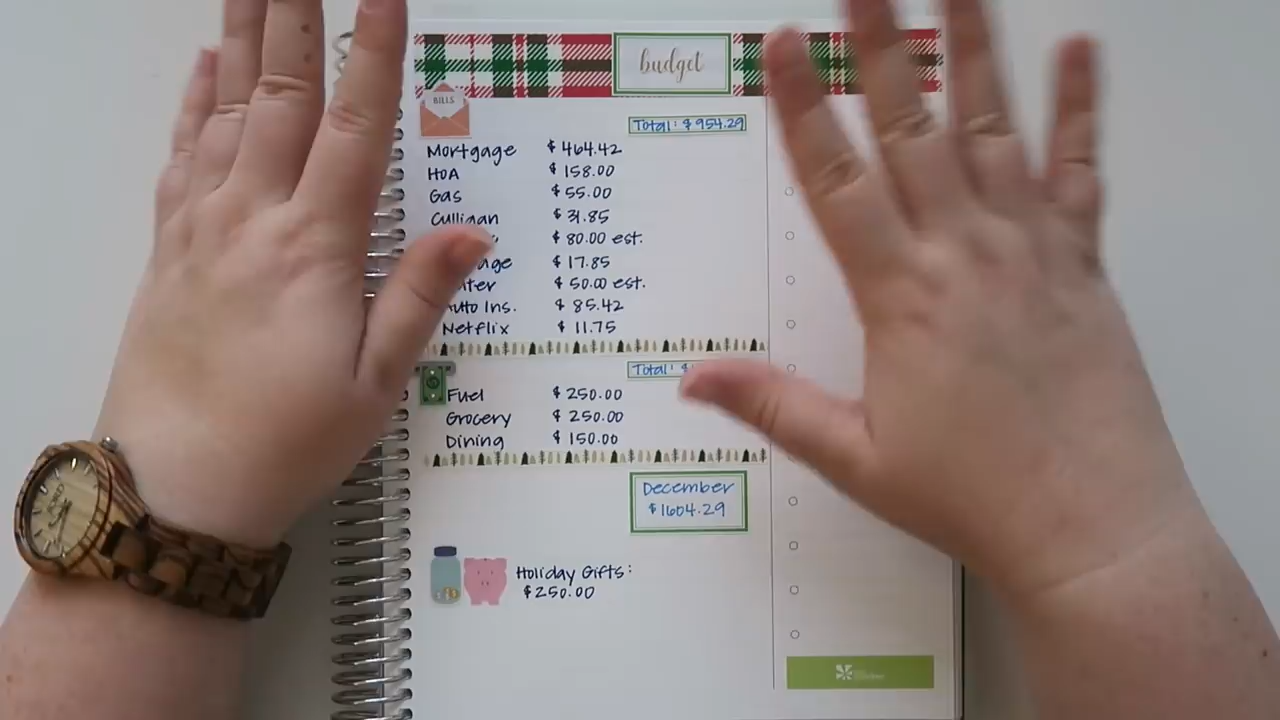 budget
BILLS
Total: $954.29
Mortgage $464.42
HOA $158.00
Gas $55.00
Culligan $31.85
$80.00 est.
$17.85
$50.00 est.
Auto Ins. $85.42
Netflix $11.75
Total: $
Fuel $250.00
Grocery $250.00
Dining $150.00
December
$1604.29
Holiday Gifts:
$250.00